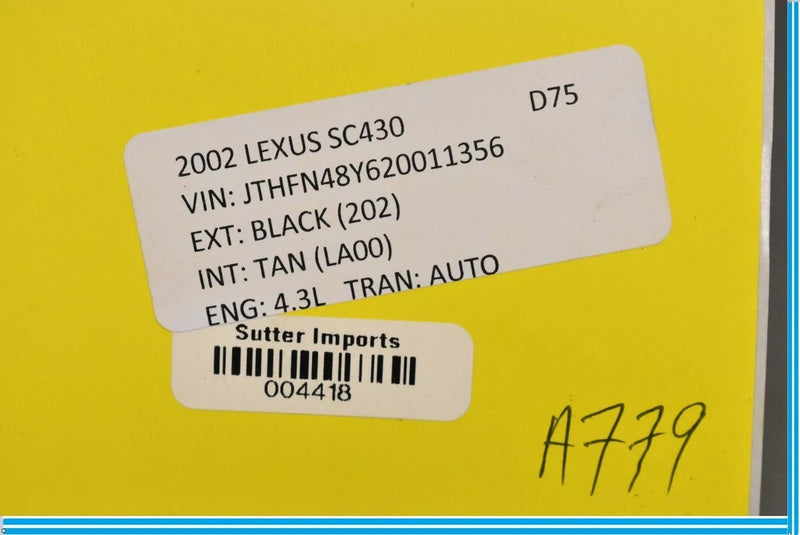 D75
2002 LEXUS SC430
VIN: JTHFN48Y620011356
EXT: BLACK (202)
INT: TAN (LA00)
ENG: 4.3L TRAN: AUTO
Sutter Imports
004418
A779